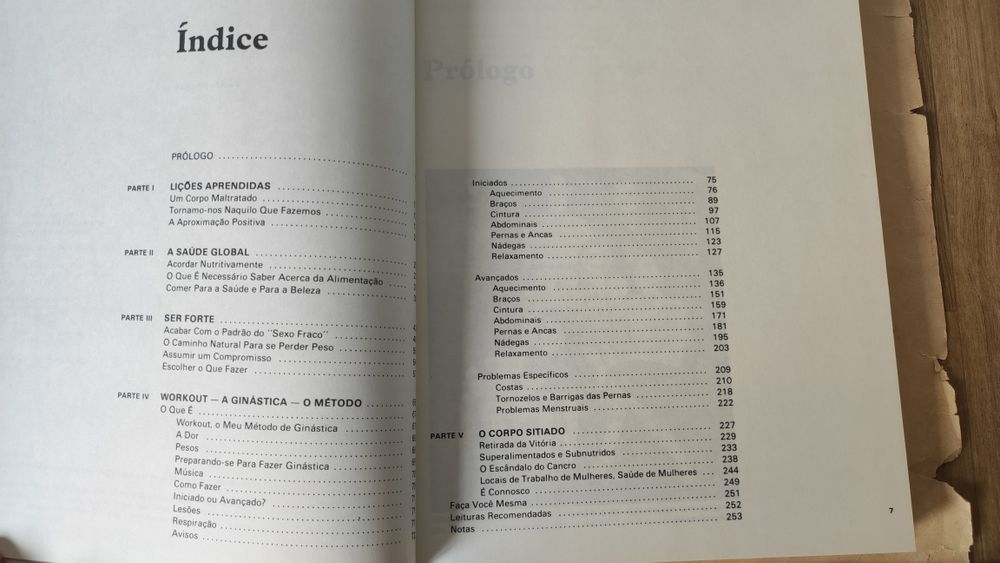 Índice
PRÓLOGO
PARTE I LIÇÕES APRENDIDAS
Um Corpo Maltratado
Tornamo-nos Naquilo Que Fazemos
A Aproximação Positiva
PARTE II A SAÚDE GLOBAL
Acordar Nutritivamente
O Que É Necessário Saber Acerca da Alimentação
Comer Para a Saúde e Para a Beleza
PARTE III SER FORTE
Acabar Com o Padrão do "Sexo Fraco"
O Caminho Natural Para se Perder Peso
Assumir um Compromisso
Escolher o Que Fazer
PARTE IV WORKOUT — A GINÁSTICA — O MÉTODO
O Que É
Workout, o Meu Método de Ginástica
A Dor
Pesos
Preparando-se Para Fazer Ginástica
Música
Como Fazer
Iniciado ou Avançado?
Lesões
Respiração
Avisos
Prólogo
Iniciados 75
Aquecimento 76
Braços 89
Cintura 97
Abdominais 107
Pernas e Ancas 115
Nádegas 123
Relaxamento 127
Avançados 135
Aquecimento 136
Braços 151
Cintura 159
Abdominais 171
Pernas e Ancas 181
Nádegas 195
Relaxamento 203
Problemas Específicos 209
Costas 210
Tornozelos e Barrigas das Pernas 218
Problemas Menstruais 222
PARTE V O CORPO SITIADO 227
Retirada da Vitória 229
Superalimentados e Subnutridos 233
O Escândalo do Cancro 238
Locais de Trabalho de Mulheres, Saúde de Mulheres 244
É Connosco 249
Faça Você Mesma 251
Leituras Recomendadas 252
Notas 253
7